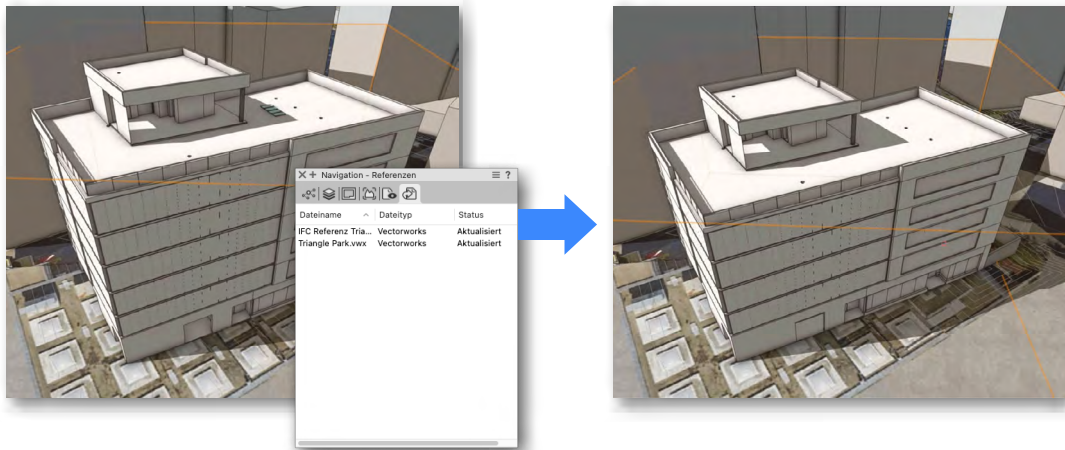 Navigation - Referenzen
Dateiname Dateityp Status
IFC Referenz Tria... Vectorworks Aktualisiert
Triangle Park.vwx Vectorworks Aktualisiert